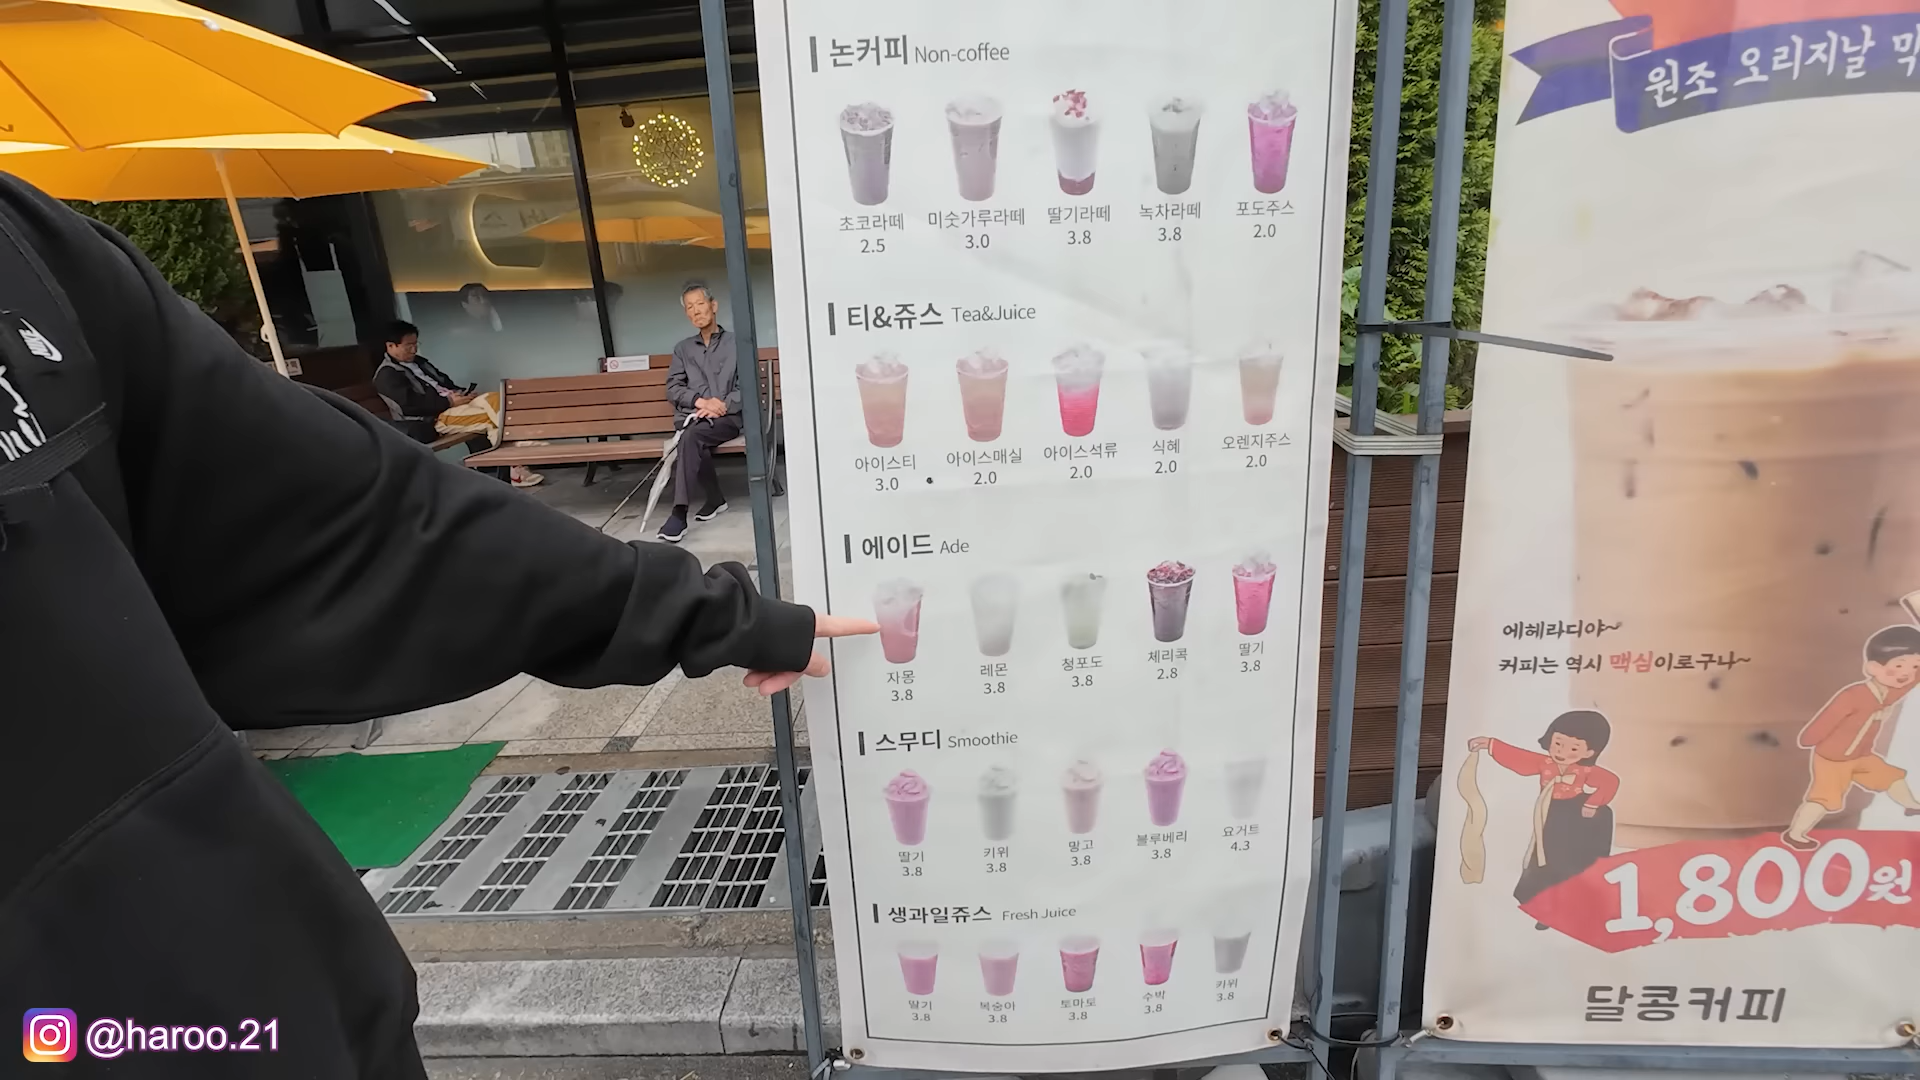 논커피 Non-coffee
초코라떼 미숫가루라떼 딸기라떼 녹차라떼 포도주스
2.5 3.0 3.8 3.8 2.0
티&쥬스 Tea&Juice
아이스티 아이스매실 아이스석류 식혜 오렌지주스
3.0 2.0 2.0 2.0 2.0
에이드 Ade
자몽 레몬 청포도 체리콕 딸기
3.8 3.8 3.8 2.8 3.8
스무디 Smoothie
딸기 키위 망고 블루베리 요거트
3.8 3.8 3.8 3.8 4.3
생과일쥬스 Fresh Juice
딸기 복숭아 토마토 수박 키위
3.8 3.8 3.8 3.8 3.8
원조 오리지날
에헤라디야~
커피는 역시 맥심이로구나~
1,800원
달콩커피
@haroo.21